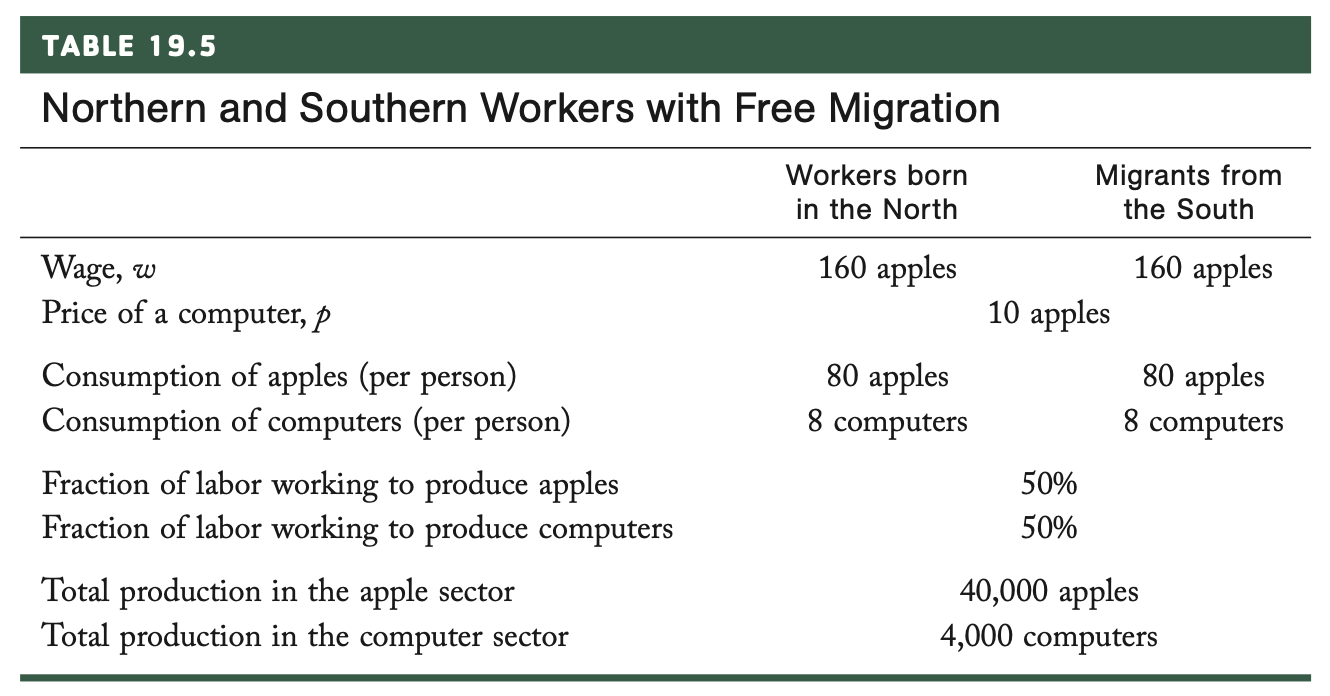 TABLE 19.5
Northern and Southern Workers with Free Migration
Workers born in the North
Migrants from the South
Wage, w 160 apples 160 apples
Price of a computer, p 10 apples
Consumption of apples (per person) 80 apples 80 apples
Consumption of computers (per person) 8 computers 8 computers
Fraction of labor working to produce apples 50%
Fraction of labor working to produce computers 50%
Total production in the apple sector 40,000 apples
Total production in the computer sector 4,000 computers